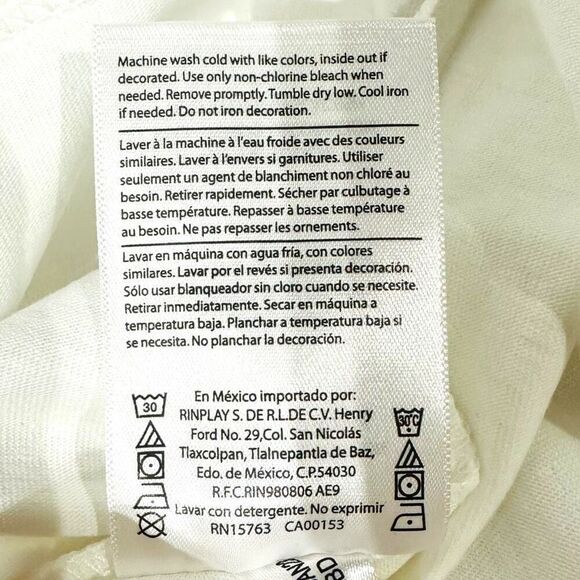 Machine wash cold with like colors, inside out if
decorated. Use only non-chlorine bleach when
needed. Remove promptly. Tumble dry low. Cool iron
if needed. Do not iron decoration.
Laver à la machine à l'eau froide avec des couleurs
similaires. Laver à l'envers si garnitures. Utiliser
seulement un agent de blanchiment non chloré au
besoin. Retirer rapidement. Sécher par culbutage à
basse température. Repasser à basse température
au besoin. Ne pas repasser les ornements.
Lavar en máquina con agua fría, con colores
similares. Lavar por el revés si presenta decoración.
Sólo usar blanqueador sin cloro cuando se necesite.
Retirar inmediatamente. Secar en máquina a
temperatura baja. Planchar a temperatura baja si
se necesita. No planchar la decoración.
30
En México importado por:
RINPLAY S. DE R.L.DE C.V. Henry
Ford No. 29,Col. San Nicolás
Tlaxcolpan, Tlalnepantla de Baz,
Edo. de México, C.P.54030
R.F.C.RIN980806 AE9
Lavar con detergente. No exprimir
RN15763 CA00153
30°C